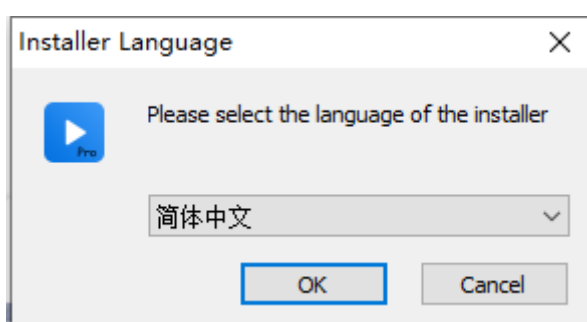 Installer Language
Please select the language of the installer
Pro
简体中文
OK
Cancel